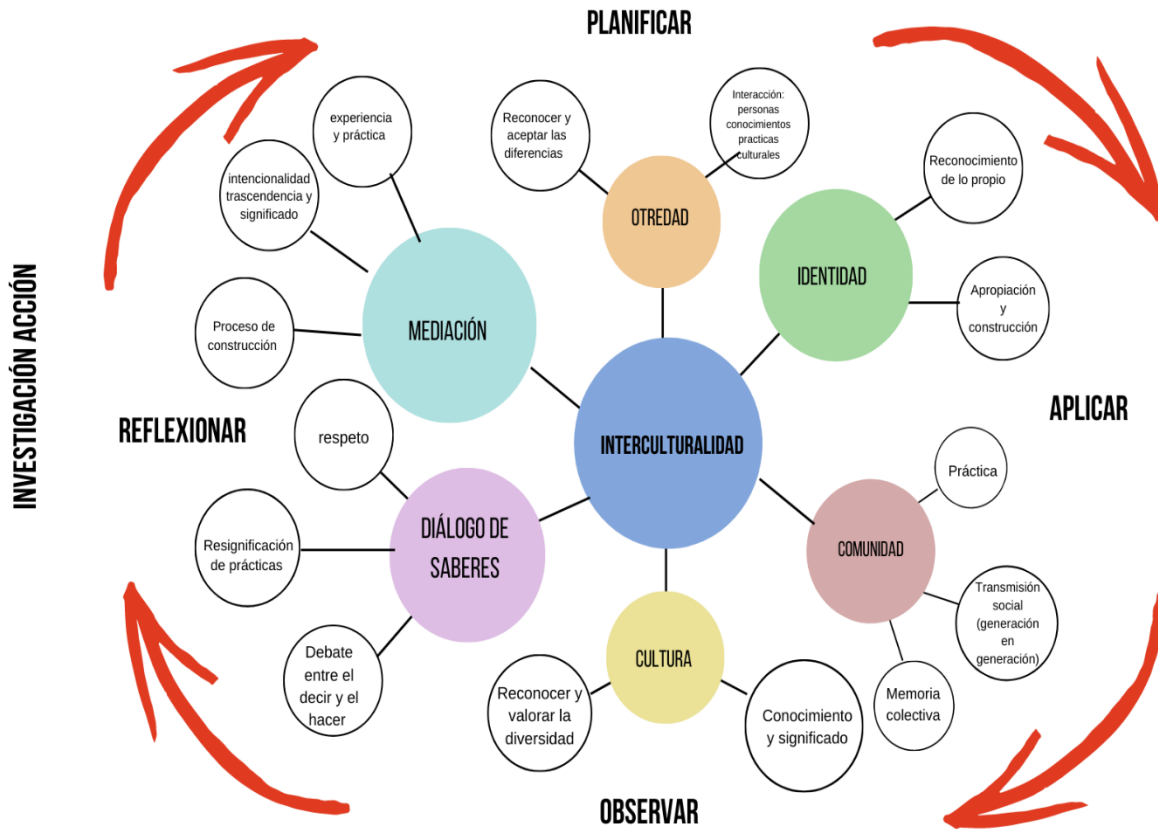 PLANIFICAR
experiencia
y práctica
Reconocer y
aceptar las
diferencias
Interacción:
personas
conocimientos
practicas
culturales
Reconocimiento
de lo propio
intencionalidad
trascendencia y
significado
OTREDAD
IDENTIDAD
Apropiación
y
construcción
Proceso de
construcción
MEDIACIÓN
INVESTIGACIÓN ACCIÓN
REFLEXIONAR
APLICAR
INTERCULTURALIDAD
respeto
Práctica
DIÁLOGO DE
SABERES
Resignificación
de prácticas
COMUNIDAD
Transmisión
social
(generación
en
generación)
Debate
entre el
decir y el
hacer
CULTURA
Reconocer y
valorar la
diversidad
Conocimiento
y significado
Memoria
colectiva
OBSERVAR